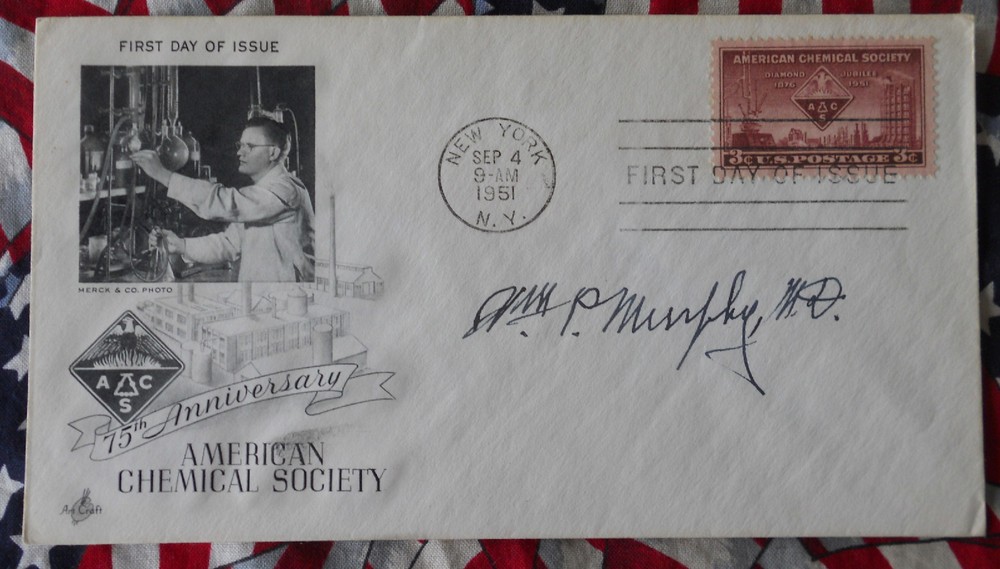 FIRST DAY OF ISSUE
MERCK & CO. PHOTO
A C
S
75th Anniversary
AMERICAN
CHEMICAL SOCIETY
Art Craft
NEW YORK
SEP 4
9-AM
1951
N.Y.
AMERICAN CHEMICAL SOCIETY
DIAMOND JUBILEE
1876 1951
A C
S
3¢ U.S. POSTAGE 3¢
FIRST DAY OF ISSUE
Wm. P. Murphy, M.D.